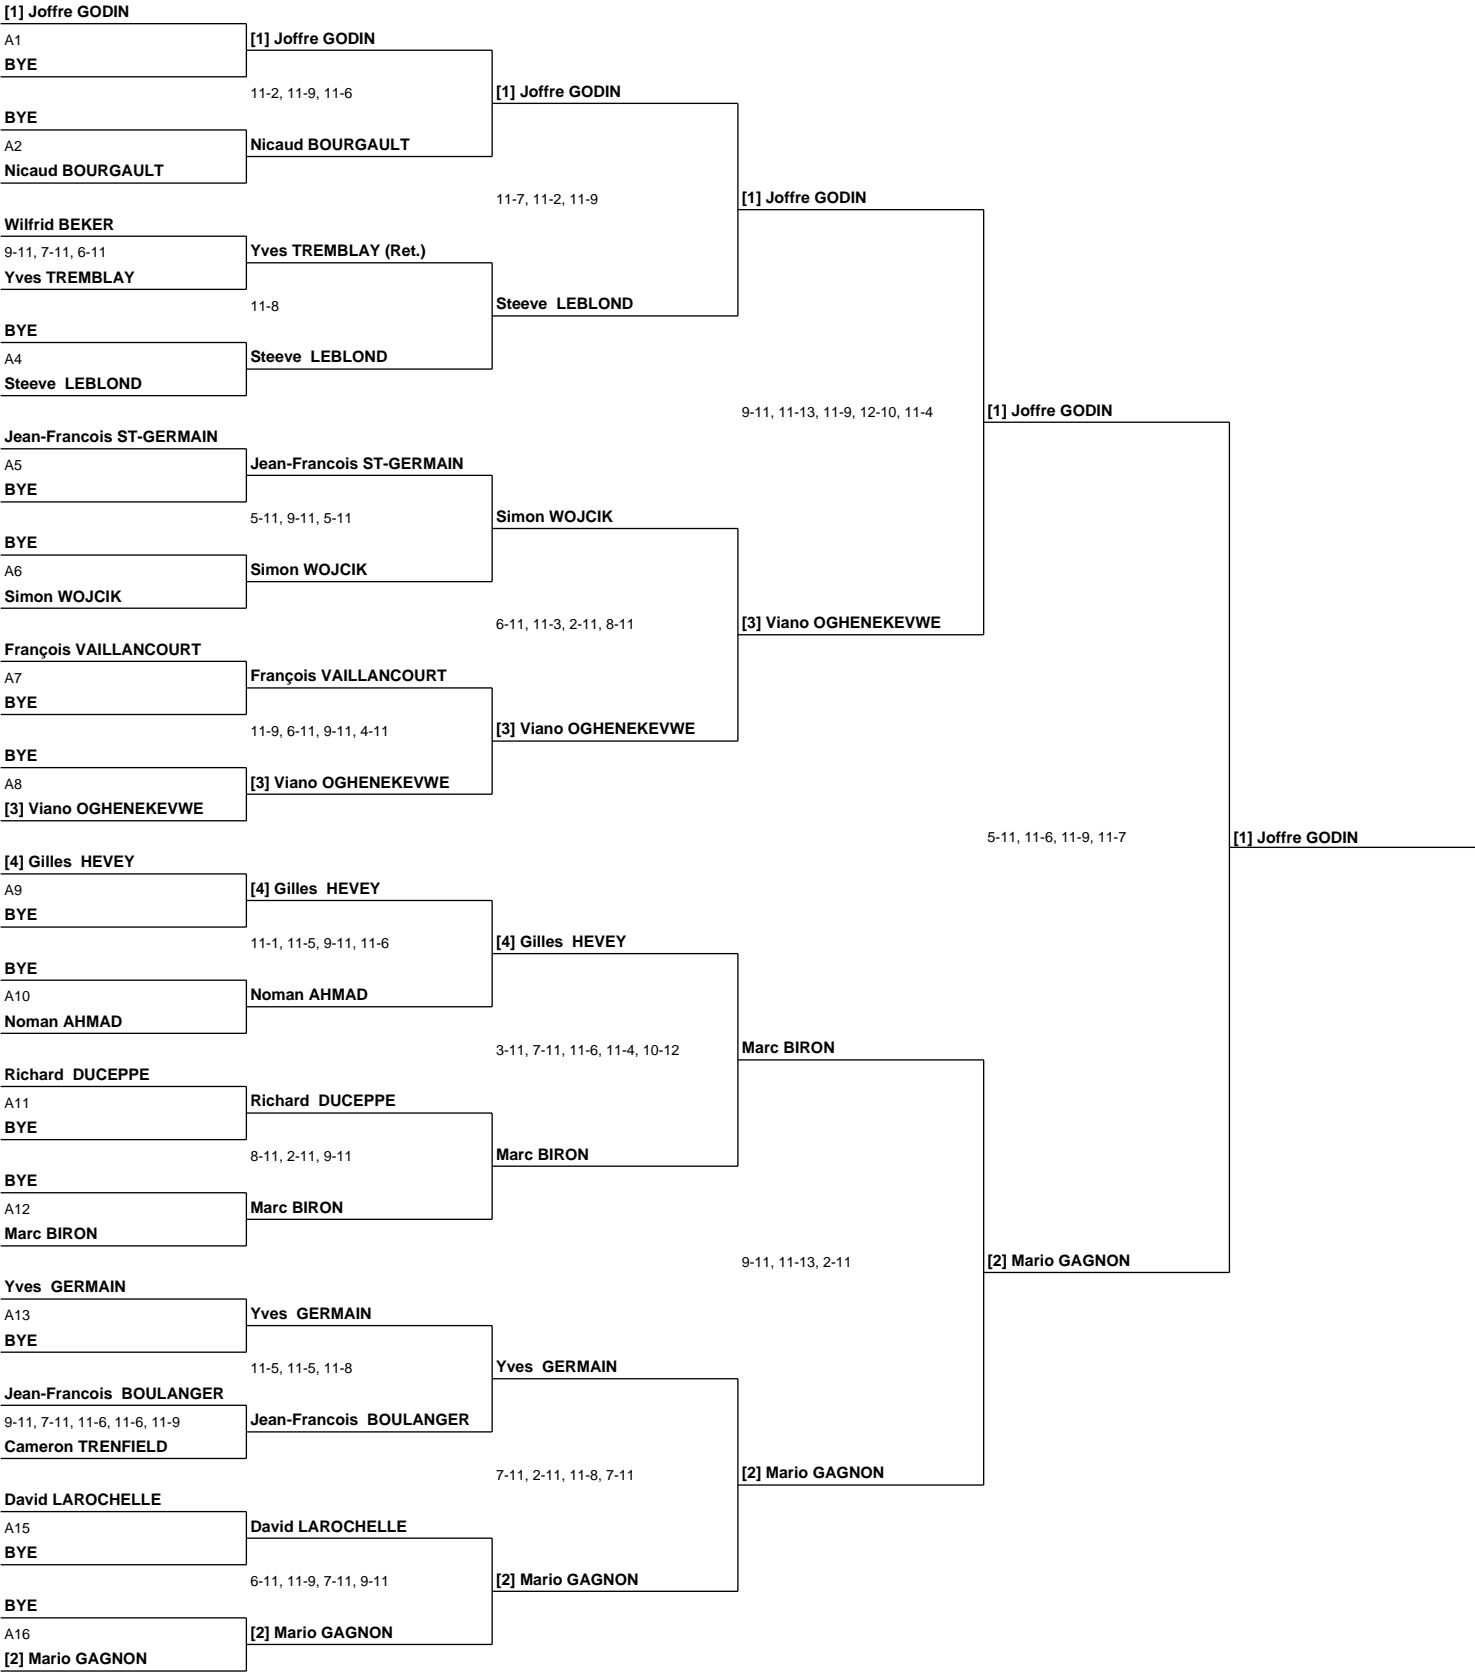 [1] Joffre GODIN
A1
BYE
BYE
A2
Nicaud BOURGAULT
Wilfrid BEKER
9-11, 7-11, 6-11
Yves TREMBLAY
BYE
A4
Steeve LEBLOND
Jean-Francois ST-GERMAIN
A5
BYE
BYE
A6
Simon WOJCIK
François VAILLANCOURT
A7
BYE
BYE
A8
[3] Viano OGHENEKEVWE
[4] Gilles HEVEY
A9
BYE
BYE
A10
Noman AHMAD
Richard DUCEPPE
A11
BYE
BYE
A12
Marc BIRON
Yves GERMAIN
A13
BYE
Jean-Francois BOULANGER
9-11, 7-11, 11-6, 11-6, 11-9
Cameron TRENFIELD
David LAROCHELLE
A15
BYE
BYE
A16
[2] Mario GAGNON
[1] Joffre GODIN
11-2, 11-9, 11-6
Nicaud BOURGAULT
Yves TREMBLAY (Ret.)
11-8
Steeve LEBLOND
Jean-Francois ST-GERMAIN
5-11, 9-11, 5-11
Simon WOJCIK
François VAILLANCOURT
11-9, 6-11, 9-11, 4-11
[3] Viano OGHENEKEVWE
[4] Gilles HEVEY
11-1, 11-5, 9-11, 11-6
Noman AHMAD
Richard DUCEPPE
8-11, 2-11, 9-11
Marc BIRON
Yves GERMAIN
11-5, 11-5, 11-8
Jean-Francois BOULANGER
David LAROCHELLE
6-11, 11-9, 7-11, 9-11
[2] Mario GAGNON
[1] Joffre GODIN
11-7, 11-2, 11-9
Steeve LEBLOND
Simon WOJCIK
6-11, 11-3, 2-11, 8-11
[3] Viano OGHENEKEVWE
[4] Gilles HEVEY
3-11, 7-11, 11-6, 11-4, 10-12
Marc BIRON
Yves GERMAIN
7-11, 2-11, 11-8, 7-11
[2] Mario GAGNON
[1] Joffre GODIN
9-11, 11-13, 11-9, 12-10, 11-4
[3] Viano OGHENEKEVWE
Marc BIRON
9-11, 11-13, 2-11
[2] Mario GAGNON
[1] Joffre GODIN
5-11, 11-6, 11-9, 11-7
[2] Mario GAGNON
[1] Joffre GODIN